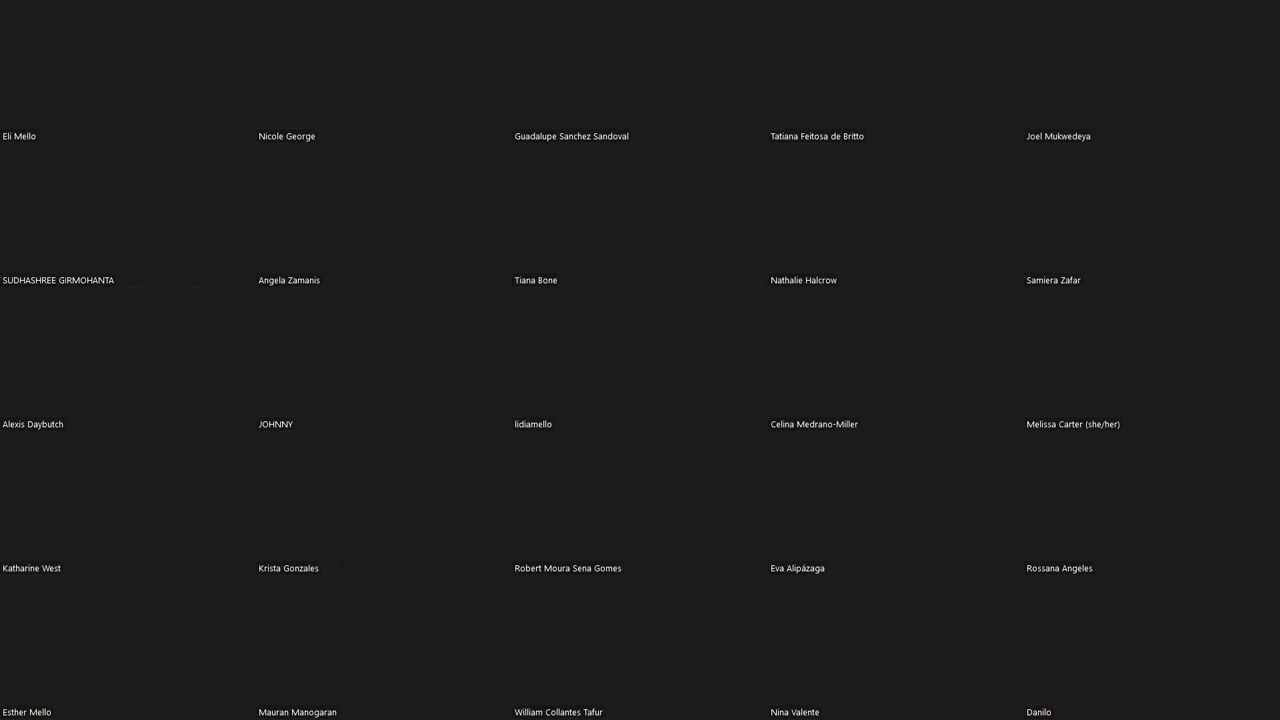 Eli Mello
Nicole George
Guadalupe Sanchez Sandoval
Tatiana Feitosa de Britto
Joel Mukwedeya
SUDHASHREE GIRMOHANTA
Angela Zamanis
Tiana Bone
Nathalie Halcrow
Samiera Zafar
Alexis Daybutch
JOHNNY
lidiamello
Celina Medrano-Miller
Melissa Carter (she/her)
Katharine West
Krista Gonzales
Robert Moura Sena Gomes
Eva Alipázaga
Rossana Angeles
Esther Mello
Mauran Manogaran
William Collantes Tafur
Nina Valente
Danilo